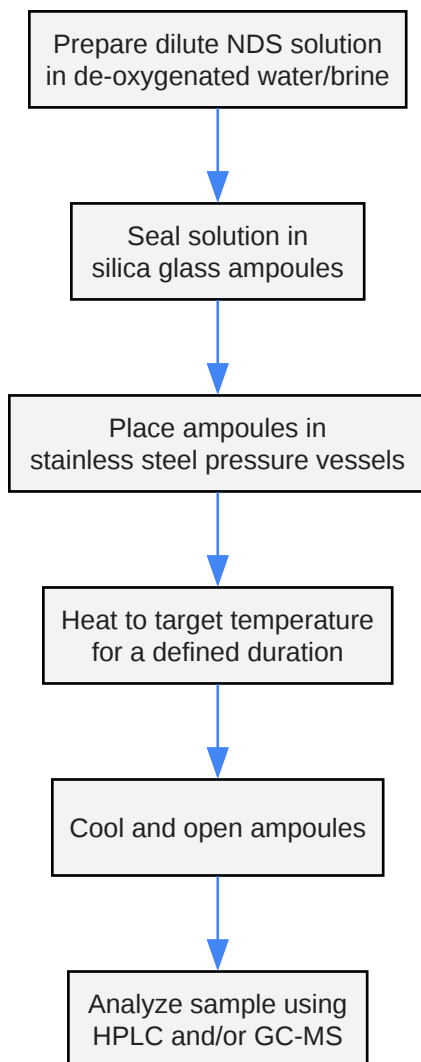 Prepare dilute NDS solution
in de-oxygenated water/brine
Seal solution in
silica glass ampoules
Place ampoules in
stainless steel pressure vessels
Heat to target temperature
for a defined duration
Cool and open ampoules
Analyze sample using
HPLC and/or GC-MS